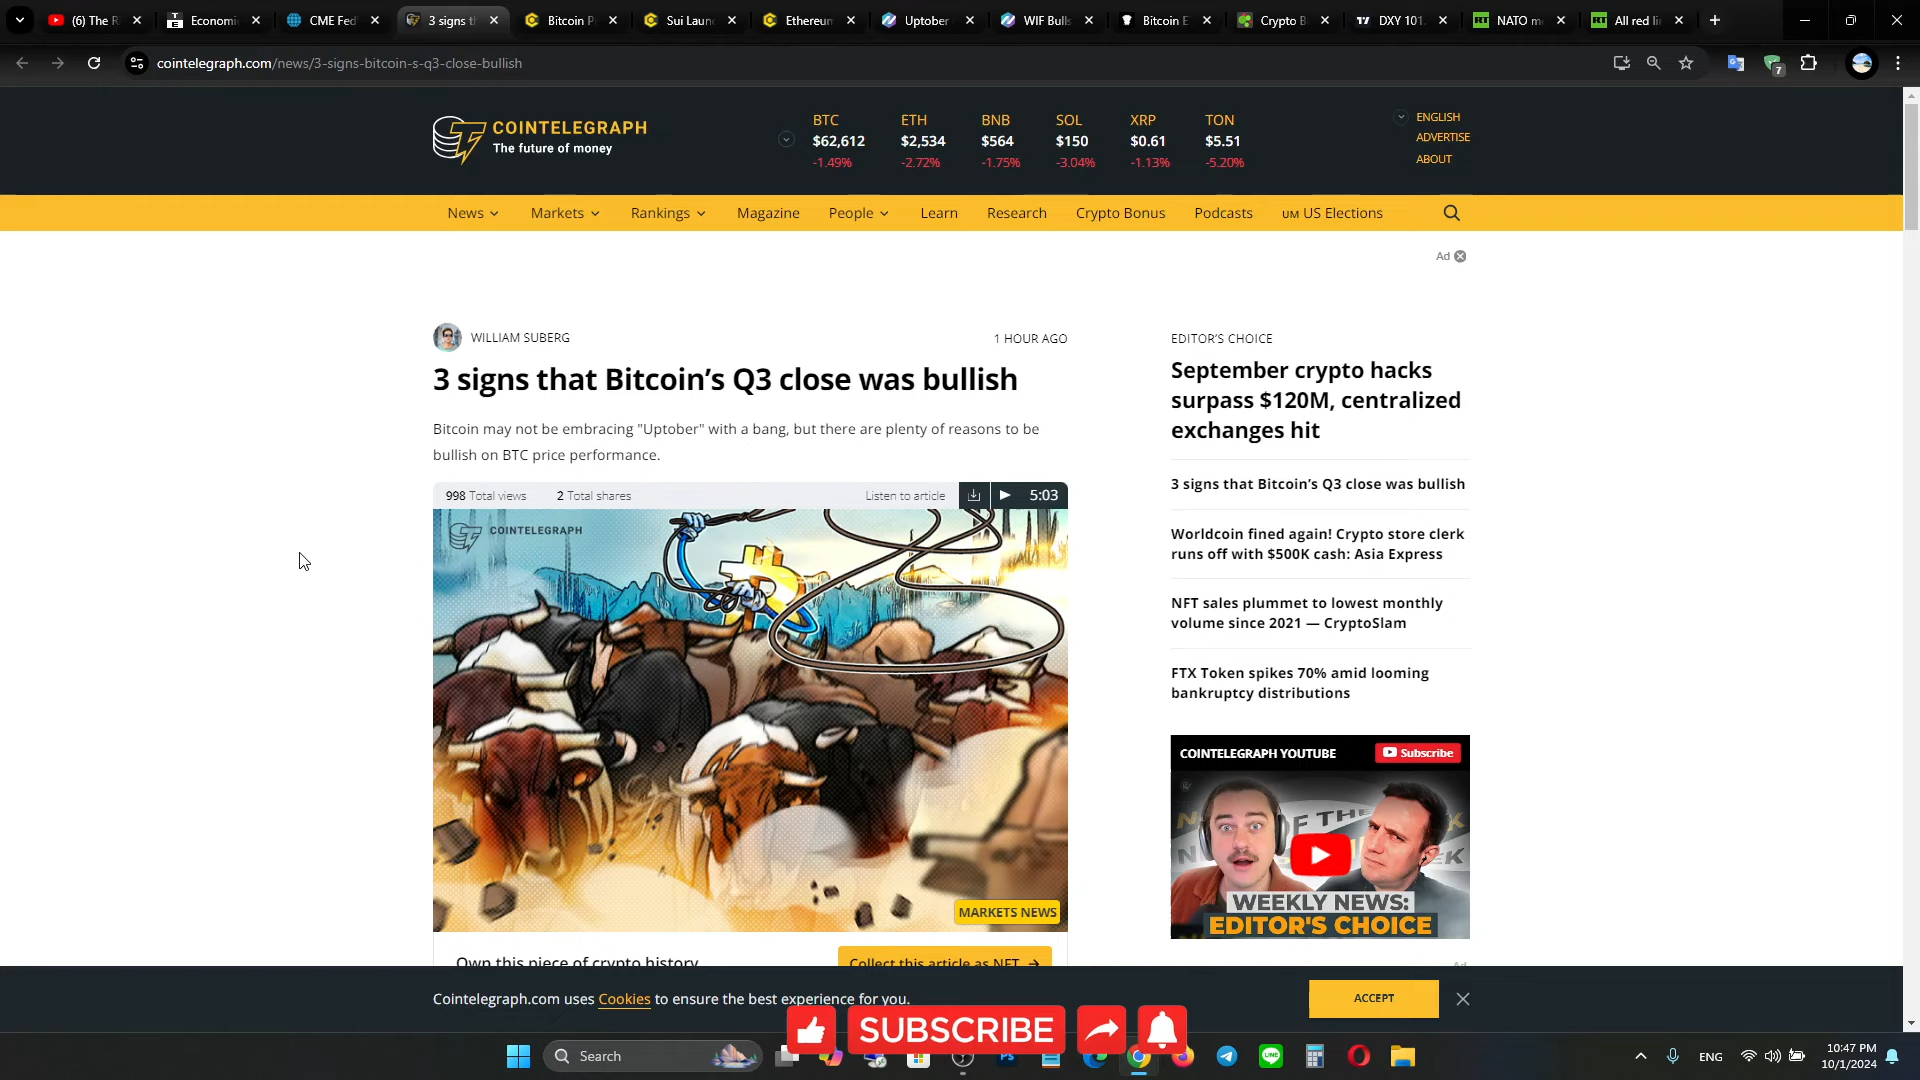 (6) The R
Economi
CME Fed
3 signs th
Bitcoin P
Sui Laun
Ethereum
Uptober
WIF Bulls
Bitcoin E
Crypto B
DXY 101.
NATO m
All red li
cointelegraph.com/news/3-signs-bitcoin-s-q3-close-bullish
7
COINTELEGRAPH
The future of money
BTC ETH BNB SOL XRP TON
$62,612 $2,534 $564 $150 $0.61 $5.51
-1.49% -2.72% -1.75% -3.04% -1.13% -5.20%
ENGLISH
ADVERTISE
ABOUT
News Markets Rankings Magazine People Learn Research Crypto Bonus Podcasts UM US Elections
Ad
WILLIAM SUBERG
1 HOUR AGO
3 signs that Bitcoin's Q3 close was bullish
Bitcoin may not be embracing "Uptober" with a bang, but there are plenty of reasons to be
bullish on BTC price performance.
998 Total views 2 Total shares Listen to article 5:03
COINTELEGRAPH
MARKETS NEWS
Own this piece of crypto history
Collect this article as NFT →
EDITOR'S CHOICE
September crypto hacks
surpass $120M, centralized
exchanges hit
3 signs that Bitcoin's Q3 close was bullish
Worldcoin fined again! Crypto store clerk
runs off with $500K cash: Asia Express
NFT sales plummet to lowest monthly
volume since 2021 — CryptoSlam
FTX Token spikes 70% amid looming
bankruptcy distributions
COINTELEGRAPH YOUTUBE
Subscribe
WEEKLY NEWS:
EDITOR'S CHOICE
Cointelegraph.com uses Cookies to ensure the best experience for you.
ACCEPT
SUBSCRIBE
Search
ENG
10:47 PM
10/1/2024